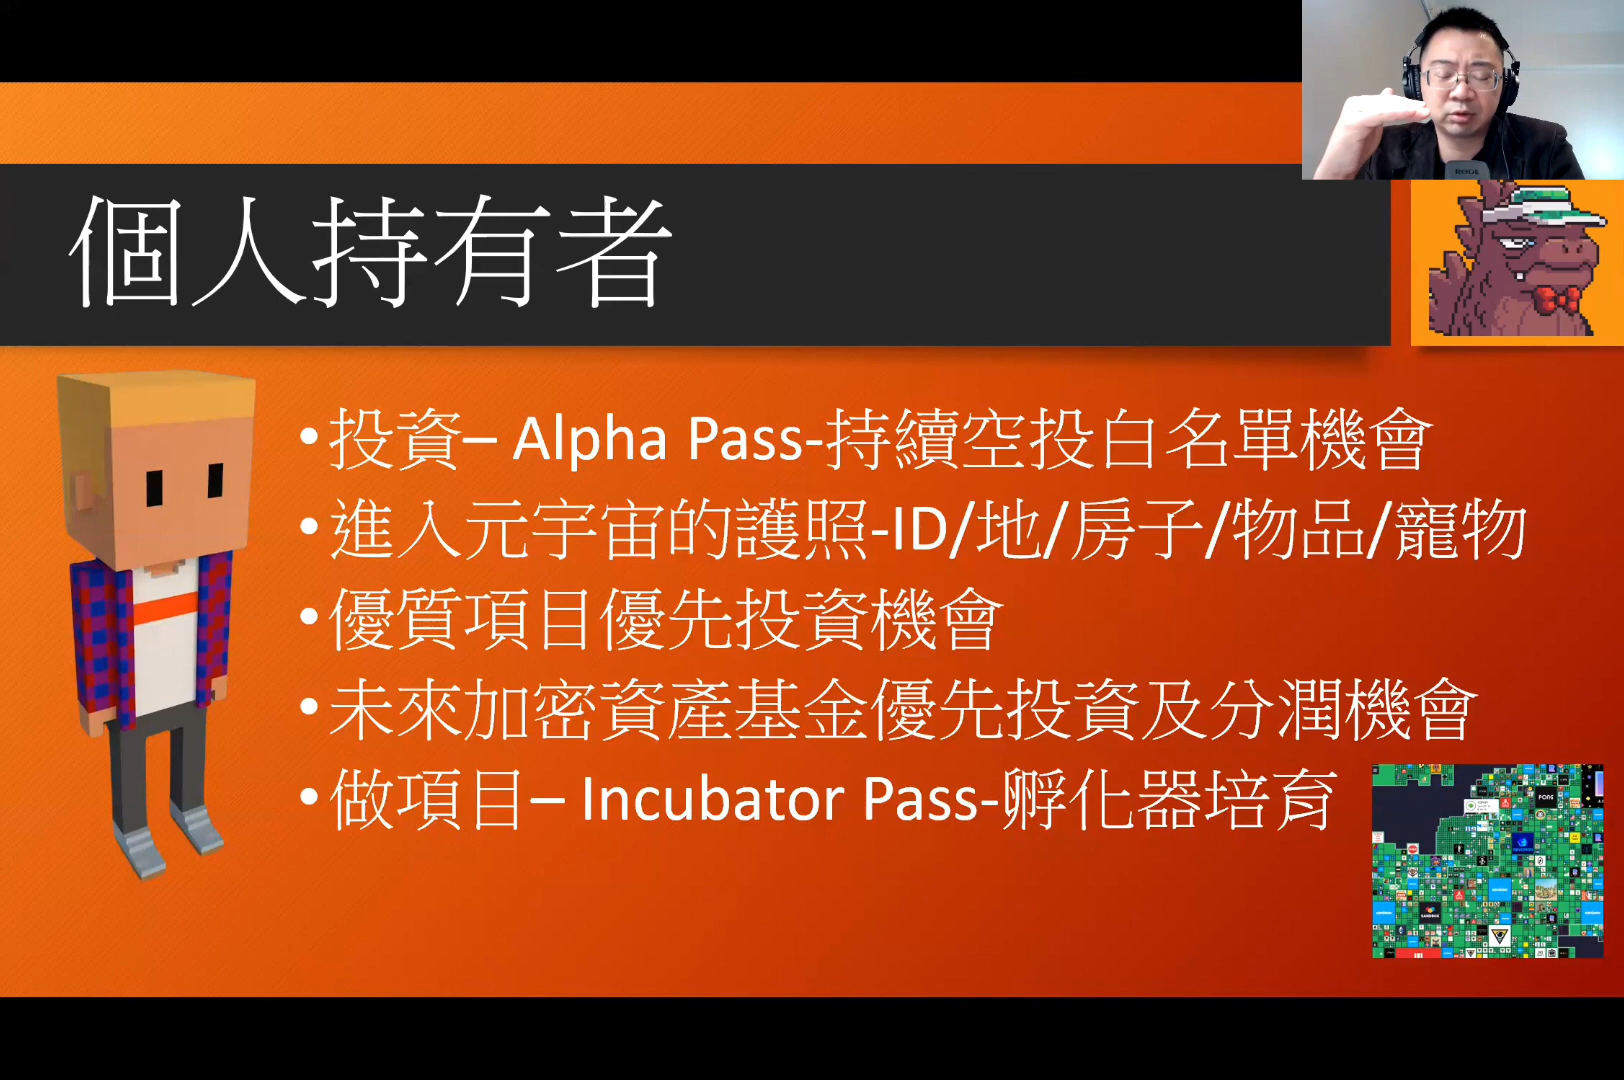 RODE
個人持有者
•投資– Alpha Pass-持續空投白名單機會
•進入元宇宙的護照-ID/地/房子/物品/寵物
•優質項目優先投資機會
•未來加密資產基金優先投資及分潤機會
•做項目– Incubator Pass-孵化器培育
PONG
SANDBOX